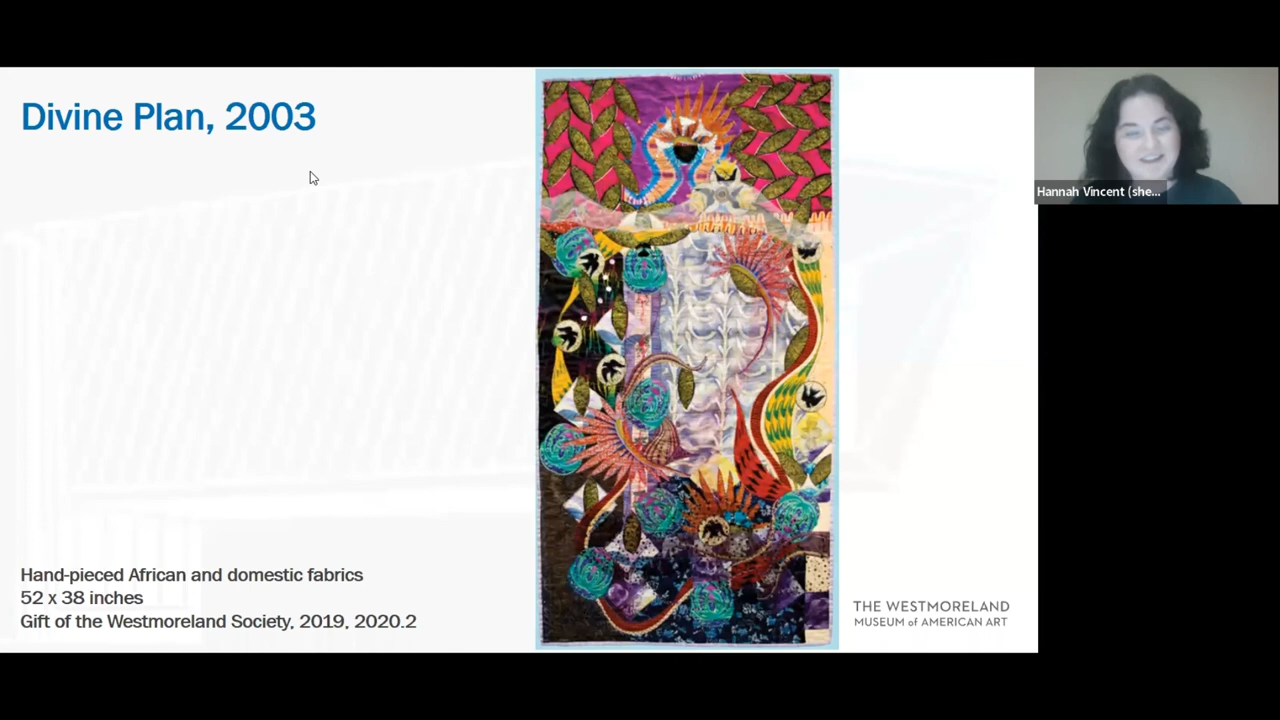 Divine Plan, 2003
Hannah Vincent (she...
Hand-pieced African and domestic fabrics
52 x 38 inches
Gift of the Westmoreland Society, 2019, 2020.2
THE WESTMORELAND
MUSEUM of AMERICAN ART